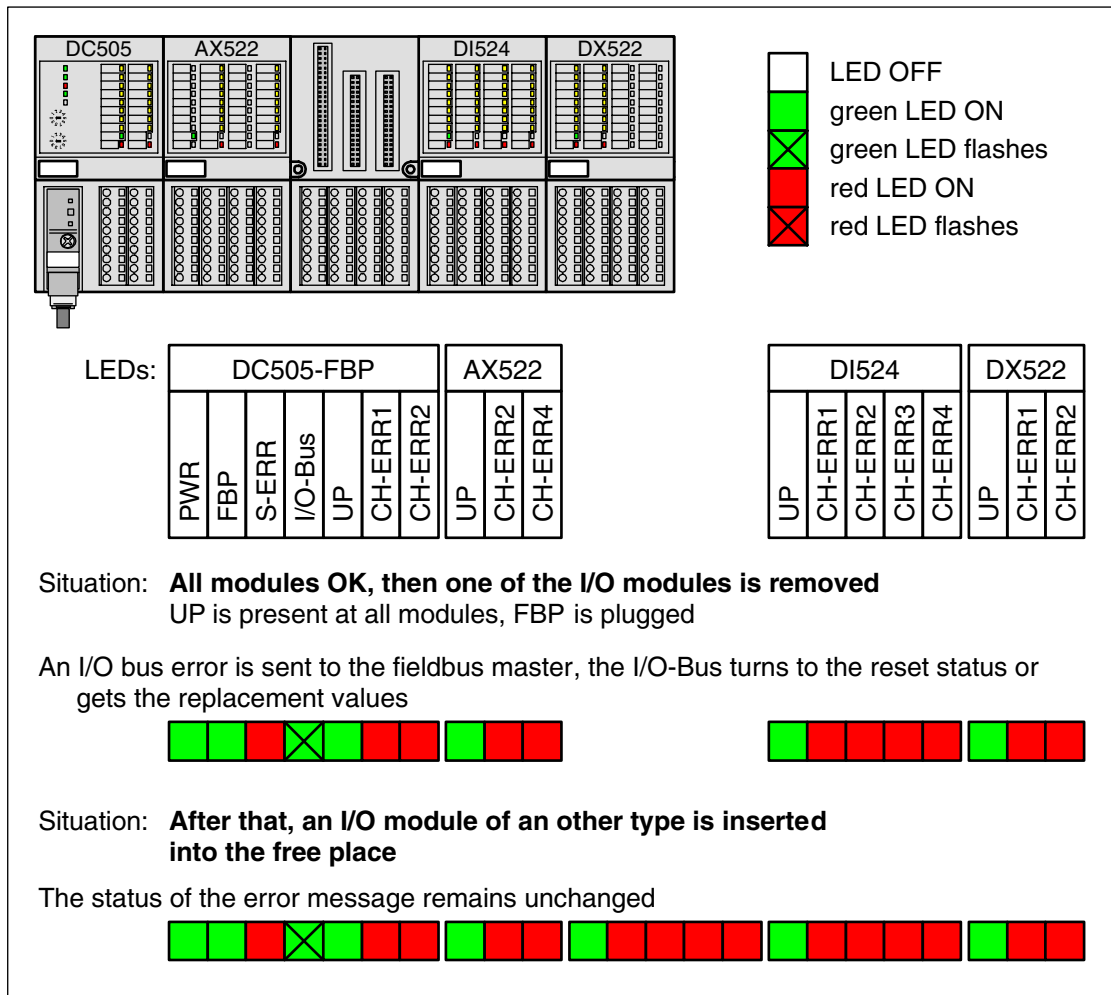 DC505 AX522 DI524 DX522
LED OFF
green LED ON
green LED flashes
red LED ON
red LED flashes
LEDs: DC505-FBP AX522 DI524 DX522
PWR FBP S-ERR I/O-Bus UP CH-ERR1 CH-ERR2 UP CH-ERR2 CH-ERR4 UP CH-ERR1 CH-ERR2 CH-ERR3 CH-ERR4 UP CH-ERR1 CH-ERR2
Situation: All modules OK, then one of the I/O modules is removed
UP is present at all modules, FBP is plugged
An I/O bus error is sent to the fieldbus master, the I/O-Bus turns to the reset status or
gets the replacement values
Situation: After that, an I/O module of an other type is inserted
into the free place
The status of the error message remains unchanged